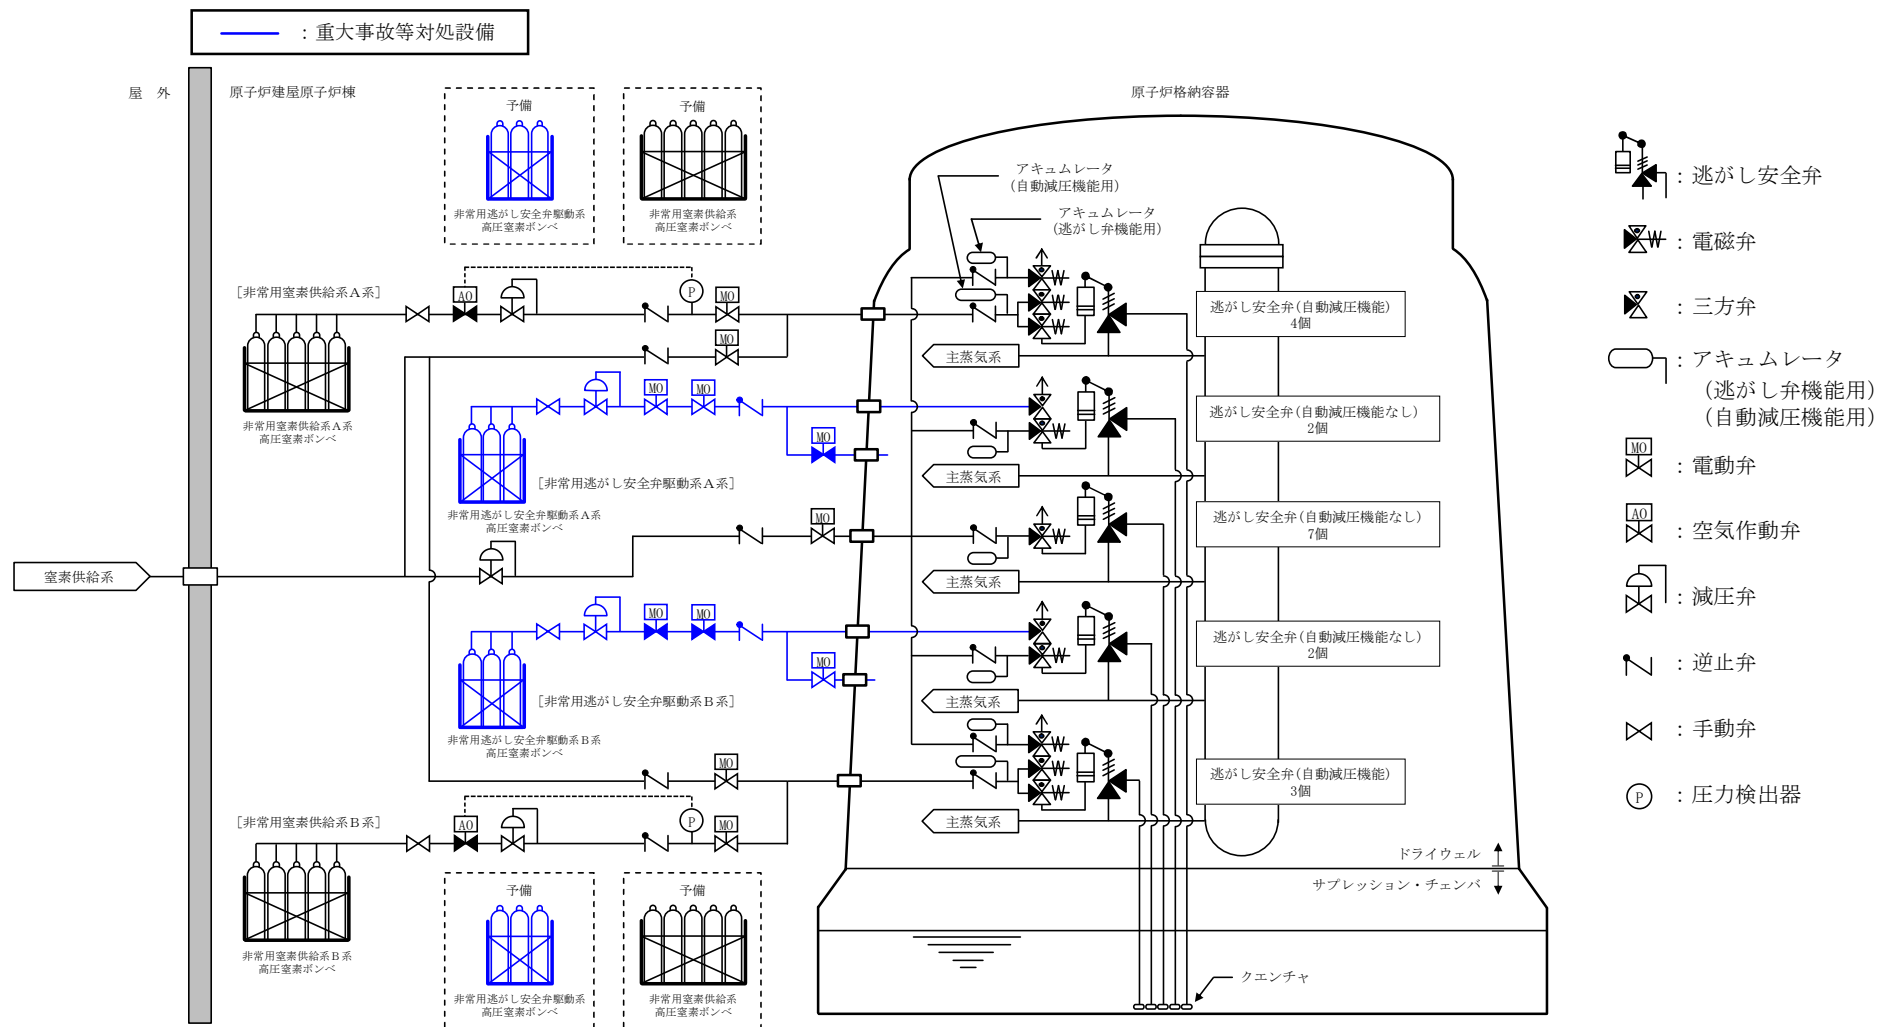 ：重大事故等対処設備
屋　外
原子炉建屋原子炉棟
予備
非常用逃がし安全弁駆動系
高圧窒素ボンベ
予備
非常用窒素供給系
高圧窒素ボンベ
原子炉格納容器
アキュムレータ
(自動減圧機能用)
アキュムレータ
(逃がし弁機能用)
[非常用窒素供給系Ａ系]
AO
P
MO
MO
非常用窒素供給系Ａ系
高圧窒素ボンベ
逃がし安全弁(自動減圧機能)
4個
主蒸気系
MO
MO
MO
[非常用逃がし安全弁駆動系Ａ系]
非常用逃がし安全弁駆動系Ａ系
高圧窒素ボンベ
逃がし安全弁(自動減圧機能なし)
2個
主蒸気系
MO
逃がし安全弁(自動減圧機能なし)
7個
主蒸気系
窒素供給系
MO
MO
MO
[非常用逃がし安全弁駆動系Ｂ系]
非常用逃がし安全弁駆動系Ｂ系
高圧窒素ボンベ
逃がし安全弁(自動減圧機能なし)
2個
主蒸気系
MO
逃がし安全弁(自動減圧機能)
3個
主蒸気系
[非常用窒素供給系Ｂ系]
AO
P
MO
非常用窒素供給系Ｂ系
高圧窒素ボンベ
予備
非常用逃がし安全弁駆動系
高圧窒素ボンベ
予備
非常用窒素供給系
高圧窒素ボンベ
ドライウェル
サプレッション・チェンバ
クエンチャ
：逃がし安全弁
：電磁弁
：三方弁
：アキュムレータ
(逃がし弁機能用)
(自動減圧機能用)
MO
：電動弁
AO
：空気作動弁
：減圧弁
：逆止弁
：手動弁
P
：圧力検出器